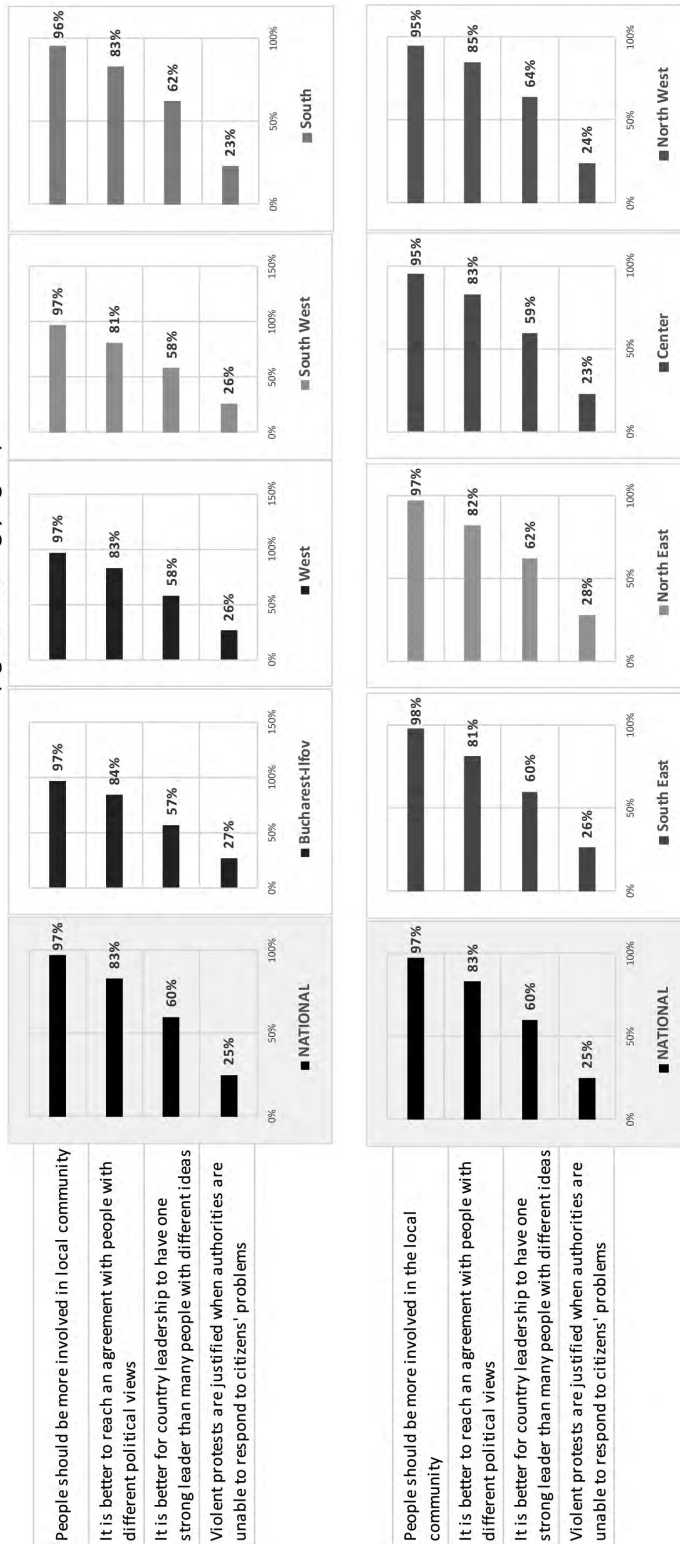 People should be more involved in local community
It is better to reach an agreement with people with
different political views
It is better for country leadership to have one
strong leader than many people with different ideas
Violent protests are justified when authorities are
unable to respond to citizens' problems
97%
83%
60%
25%
0%
50%
100%
NATIONAL
97%
84%
57%
27%
0%
50%
100%
150%
Bucharest-Ilfov
97%
83%
58%
26%
0%
50%
100%
150%
West
97%
81%
58%
26%
0%
50%
100%
150%
South West
96%
83%
62%
23%
0%
50%
100%
South
People should be more involved in the local
community
It is better to reach an agreement with people with
different political views
It is better for country leadership to have one
strong leader than many people with different ideas
Violent protests are justified when authorities are
unable to respond to citizens' problems
97%
83%
60%
25%
0%
50%
100%
NATIONAL
98%
81%
60%
26%
0%
50%
100%
South East
97%
82%
62%
28%
0%
50%
100%
North East
95%
83%
59%
23%
0%
50%
100%
Center
95%
85%
64%
24%
0%
50%
100%
North West